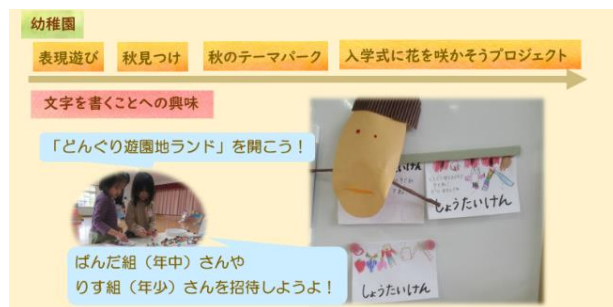 幼稚園
表現遊び
秋見つけ
秋のテーマパーク
入学式に花を咲かそうプロジェクト
文字を書くことへの興味
「どんぐり遊園地ランド」を開こう！
ぱんだ組（年中）さんや
りす組（年少）さんを招待しようよ！
しょうたいけん
しょうたいけん